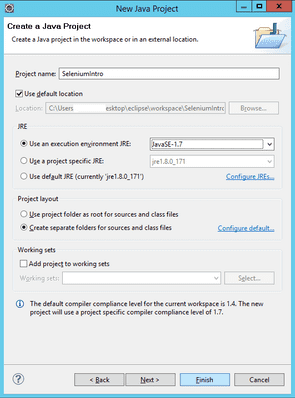 New Java Project
Create a Java Project
Create a Java project in the workspace or in an external location.
Project name: SeleniumIntro
Use default location
Location: C:\Users esktop\eclipse\workspace\SeleniumIntro Browse...
JRE
Use an execution environment JRE: JavaSE-1.7
Use a project specific JRE: jre1.8.0_171
Use default JRE (currently 'jre1.8.0_171') Configure JREs...
Project layout
Use project folder as root for sources and class files
Create separate folders for sources and class files Configure default...
Working sets
Add project to working sets
Working sets: Select...
The default compiler compliance level for the current workspace is 1.4. The new
project will use a project specific compiler compliance level of 1.7.
? < Back Next > Finish Cancel